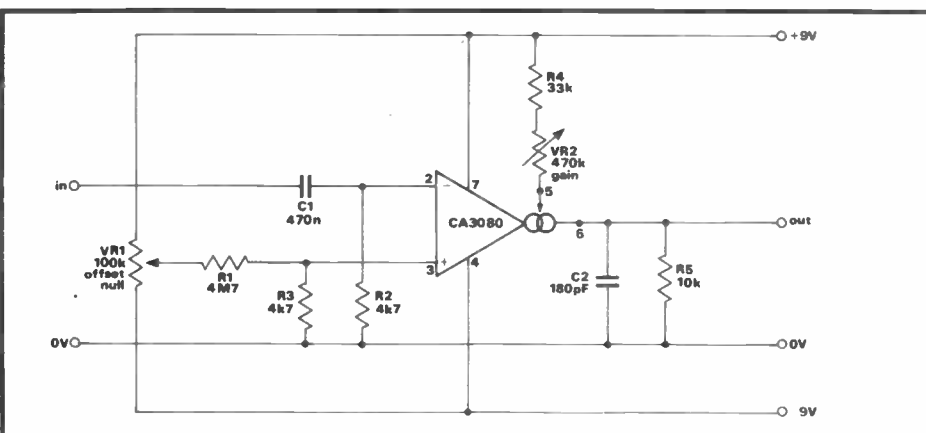 +9V
R4
33k
VR2
470k
gain
5
in
2
−
7
C1
470n
CA3080
6
out
VR1
100k
offset
null
R1
4M7
+
3
4
C2
180pF
R5
10k
R3
4k7
R2
4k7
0V
0V
9V